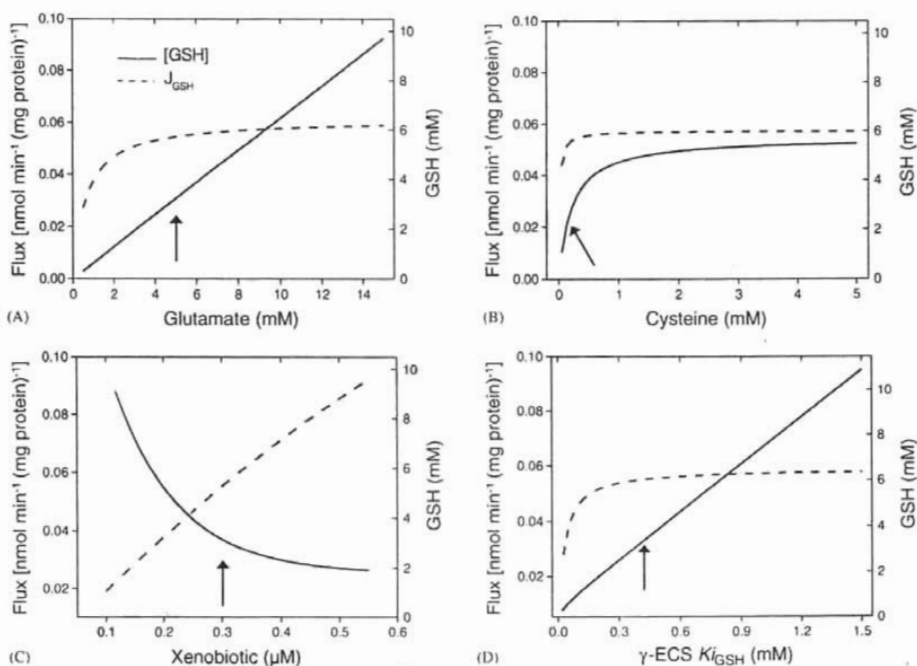 [GSH]
J_GSH
Flux [nmol min⁻¹ (mg protein)⁻¹]
0.10
0.08
0.06
0.04
0.02
0.00
GSH (mM)
10
8
6
4
2
0
0 2 4 6 8 10 12 14
(A) Glutamate (mM)
Flux [nmol min⁻¹ (mg protein)⁻¹]
0.10
0.08
0.06
0.04
0.02
0.00
GSH (mM)
10
8
6
4
2
0
0 1 2 3 4 5
(B) Cysteine (mM)
Flux [nmol min⁻¹ (mg protein)⁻¹]
0.10
0.08
0.06
0.04
0.02
GSH (mM)
10
8
6
4
2
0
0.1 0.2 0.3 0.4 0.5 0.6
(C) Xenobiotic (µM)
Flux [nmol min⁻¹ (mg protein)⁻¹]
0.10
0.08
0.06
0.04
0.02
GSH (mM)
10
8
6
4
2
0
0.0 0.3 0.6 0.9 1.2 1.5
(D) γ-ECS Ki_GSH (mM)